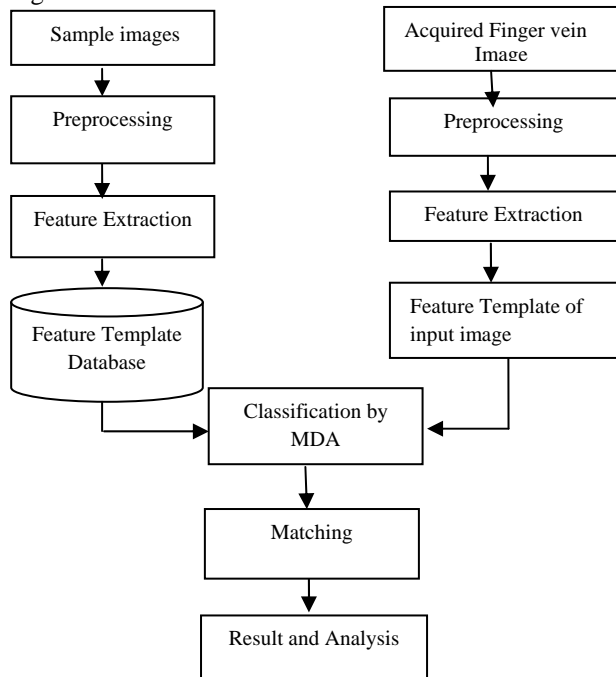 Sample images
Preprocessing
Feature Extraction
Feature Template
Database
Acquired Finger vein
Image
Preprocessing
Feature Extraction
Feature Template of
input image
Classification by
MDA
Matching
Result and Analysis